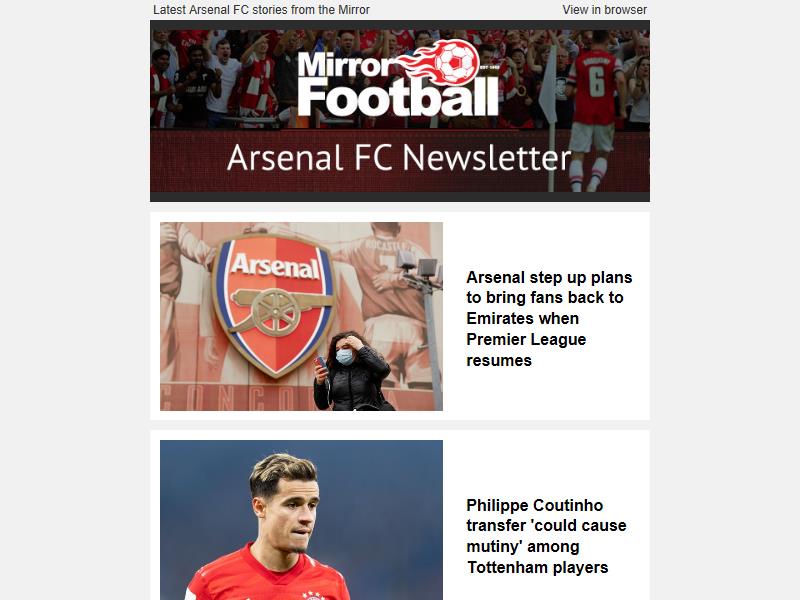 Latest Arsenal FC stories from the Mirror
View in browser
Mirror
Football
Arsenal FC Newsletter
6
Arsenal
ROCASTLE
Arsenal step up plans
to bring fans back to
Emirates when
Premier League
resumes
Philippe Coutinho
transfer 'could cause
mutiny' among
Tottenham players